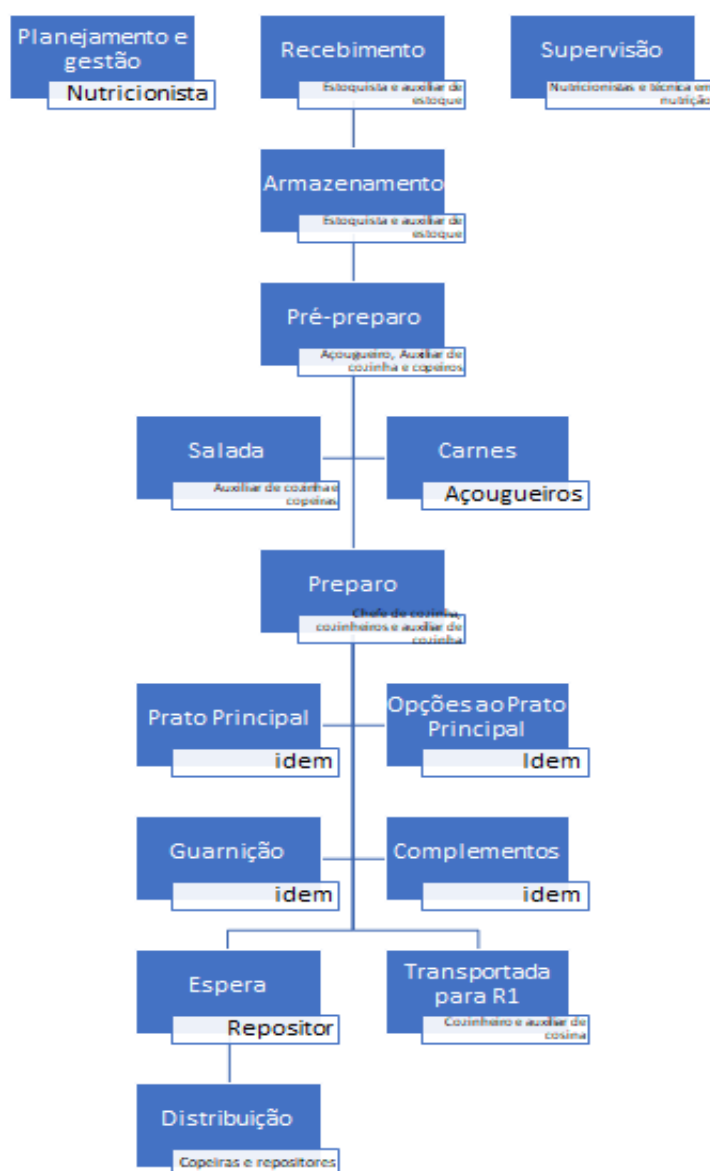 Planejamento e
gestão
Nutricionista
Recebimento
Estoquista e auxiliar de
estoque
Supervisão
Nutricionistas e técnica em
nutrição
Armazenamento
Estoquista e auxiliar de
estoque
Pré-preparo
Açougueiro, Auxiliar de
cozinha e copeiros
Salada
Auxiliar de cozinha e
copeiras
Carnes
Açougueiros
Preparo
Chefe de cozinha,
cozinheiros e auxiliar de
cozinha
Prato Principal
idem
Opções ao Prato
Principal
Idem
Guarnição
idem
Complementos
idem
Espera
Repositor
Transportada
para R1
Cozinheiro e auxiliar de
cosina
Distribuição
Copeiras e repositores